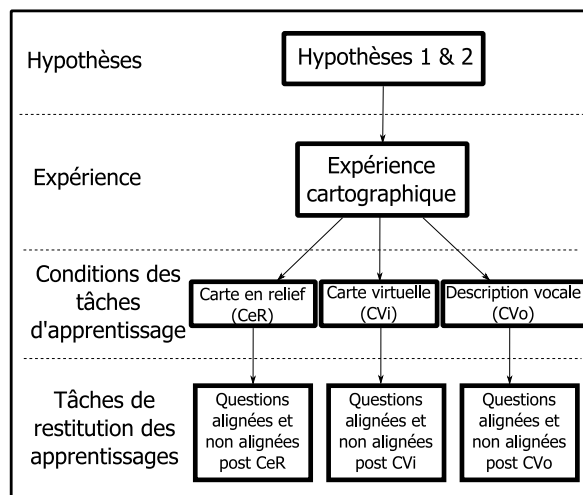 Hypothèses
Hypothèses 1 & 2
Expérience
Expérience
cartographique
Conditions des
tâches
d'apprentissage
Carte en relief
(CeR)
Carte virtuelle
(CVi)
Description vocale
(CVo)
Tâches de
restitution des
apprentissages
Questions
alignées et
non alignées
post CeR
Questions
alignées et
non alignées
post CVi
Questions
alignées et
non alignées
post CVo